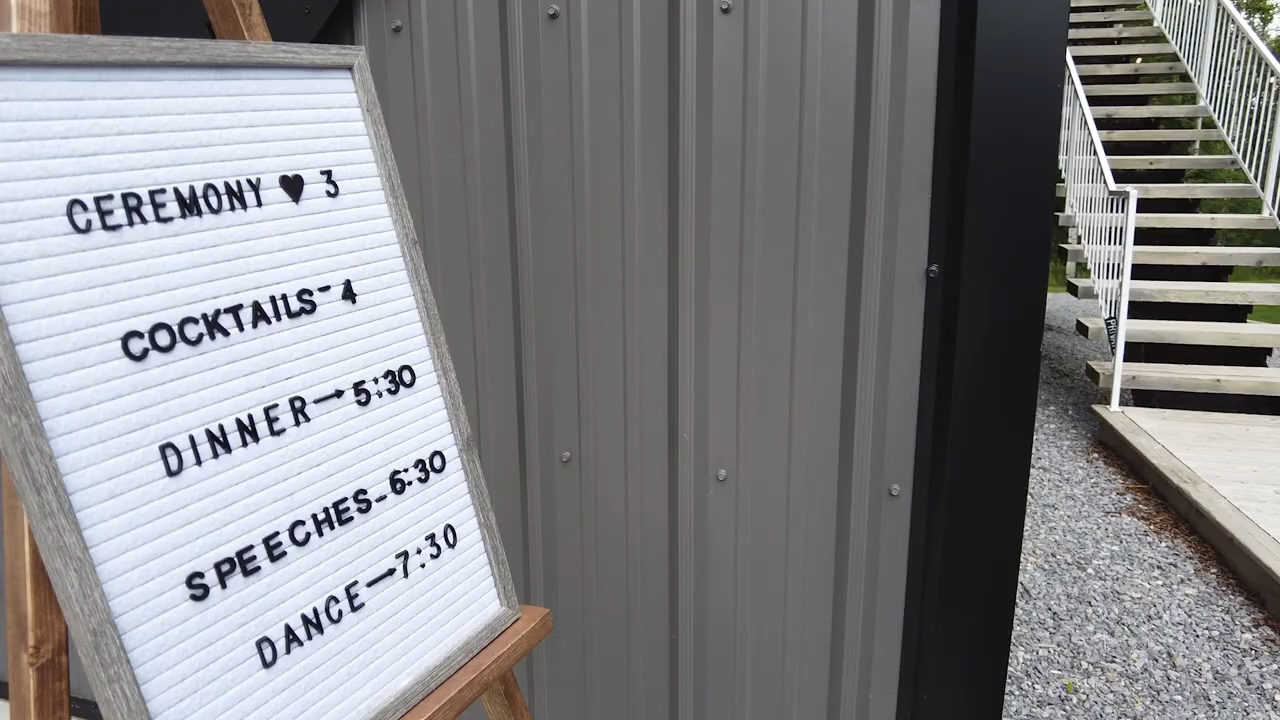 CEREMONY ♥ 3
COCKTAILS - 4
DINNER → 5:30
SPEECHES - 6:30
DANCE → 7:30